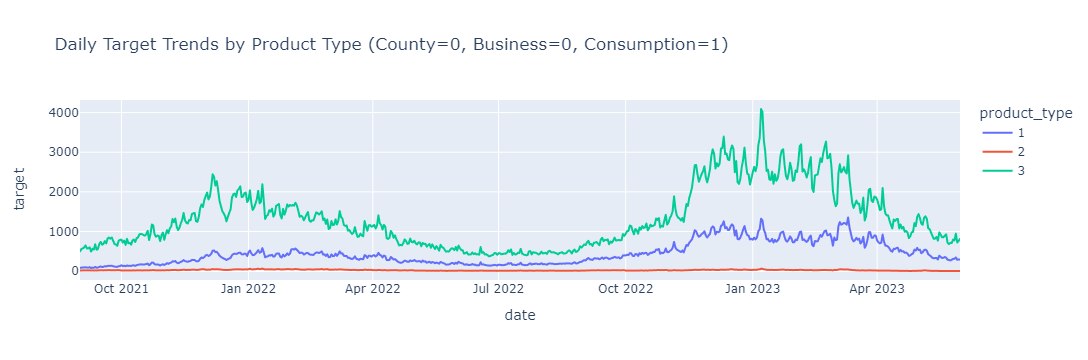 Daily Target Trends by Product Type (County=0, Business=0, Consumption=1)
product_type
1
2
3
target
4000
3000
2000
1000
0
Oct 2021 Jan 2022 Apr 2022 Jul 2022 Oct 2022 Jan 2023 Apr 2023
date